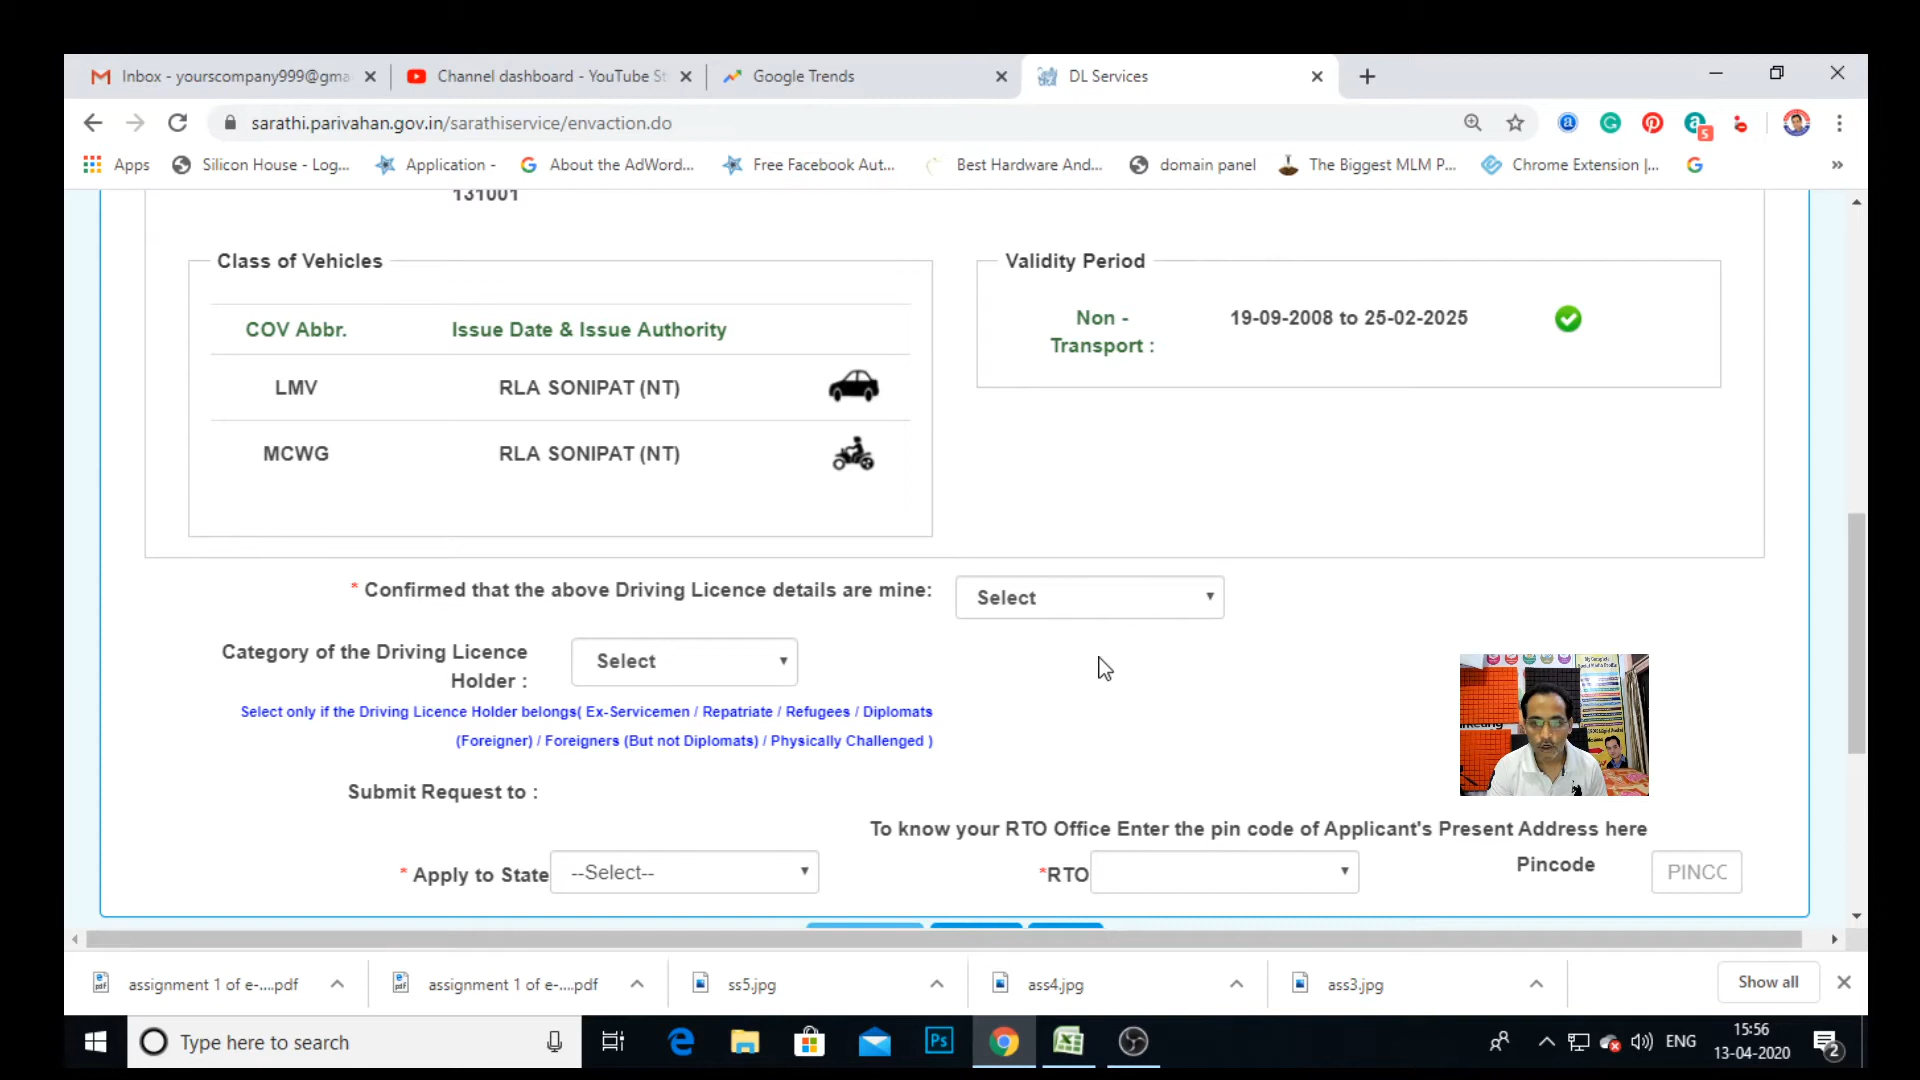 Inbox - yourscompany999@gma
Channel dashboard - YouTube St
Google Trends
DL Services
sarathi.parivahan.gov.in/sarathiservice/envaction.do
5
Apps
Silicon House - Log...
Application -
About the AdWord...
Free Facebook Aut...
Best Hardware And...
domain panel
The Biggest MLM P...
Chrome Extension |...
131001
Class of Vehicles
COV Abbr.
Issue Date & Issue Authority
LMV
RLA SONIPAT (NT)
MCWG
RLA SONIPAT (NT)
Validity Period
Non -
Transport :
19-09-2008 to 25-02-2025
* Confirmed that the above Driving Licence details are mine:
Select
Category of the Driving Licence
Holder :
Select
Select only if the Driving Licence Holder belongs( Ex-Servicemen / Repatriate / Refugees / Diplomats
(Foreigner) / Foreigners (But not Diplomats) / Physically Challenged )
Submit Request to :
To know your RTO Office Enter the pin code of Applicant's Present Address here
* Apply to State
--Select--
*RTO
Pincode
PINCC
assignment 1 of e-....pdf
assignment 1 of e-....pdf
ss5.jpg
ass4.jpg
ass3.jpg
Show all
Type here to search
Ps
ENG
15:56
13-04-2020
2